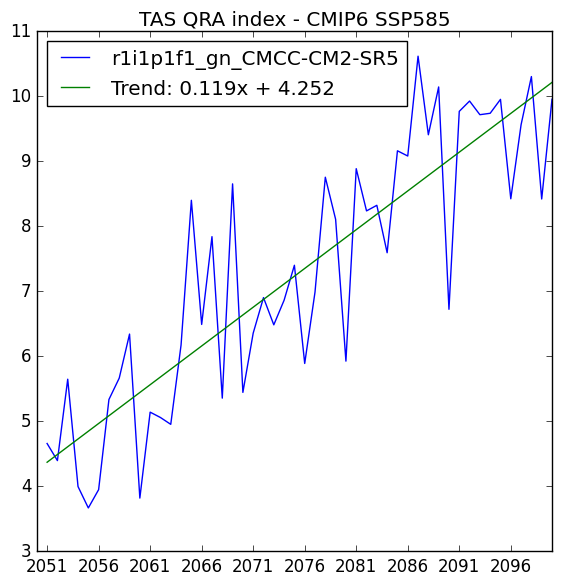 TAS QRA index - CMIP6 SSP585
r1i1p1f1_gn_CMCC-CM2-SR5
Trend: 0.119x + 4.252
11
10
9
8
7
6
5
4
3
2051 2056 2061 2066 2071 2076 2081 2086 2091 2096